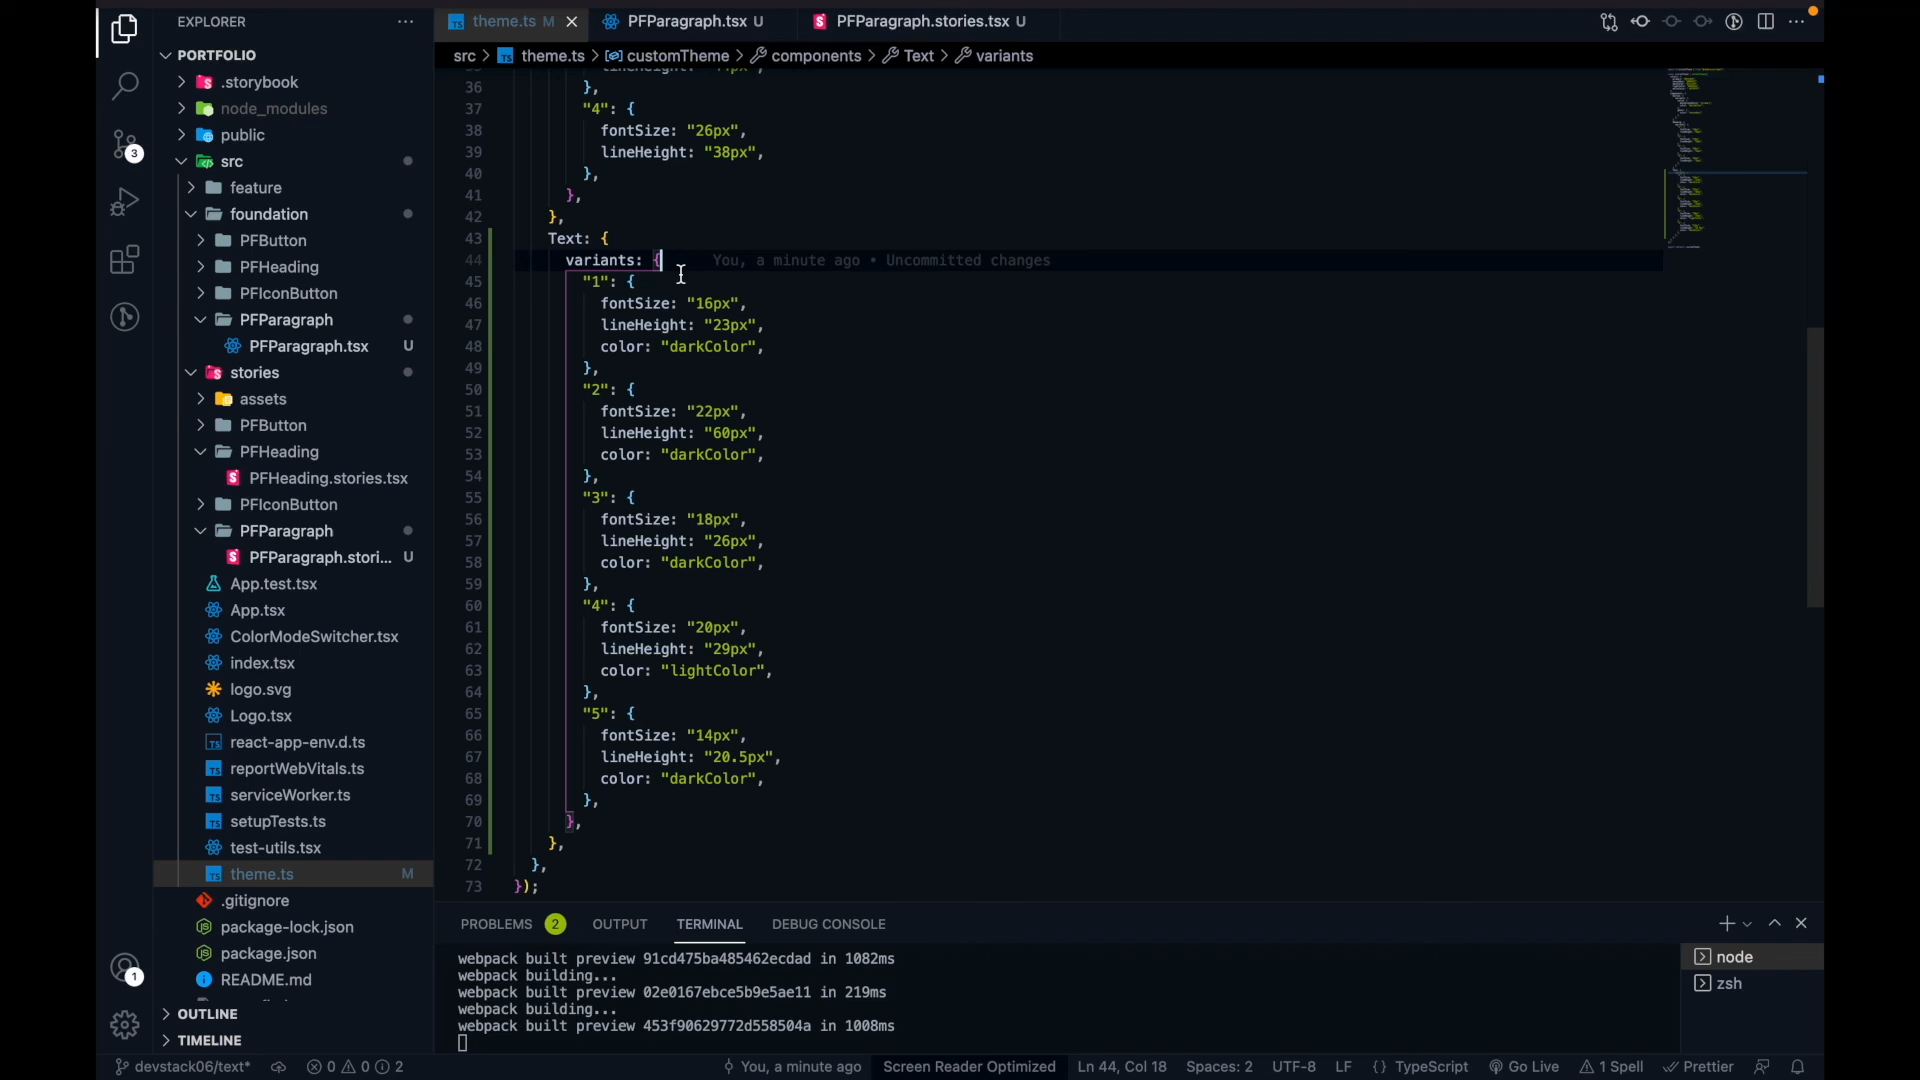 EXPLORER
theme.ts M
PFParagraph.tsx U
PFParagraph.stories.tsx U
src > theme.ts > customTheme > components > Text > variants
PORTFOLIO
.storybook
node_modules
public
src
feature
foundation
PFButton
PFHeading
PFIconButton
PFParagraph
PFParagraph.tsx U
stories
assets
PFButton
PFHeading
PFHeading.stories.tsx
PFIconButton
PFParagraph
PFParagraph.stori... U
App.test.tsx
App.tsx
ColorModeSwitcher.tsx
index.tsx
logo.svg
Logo.tsx
react-app-env.d.ts
reportWebVitals.ts
serviceWorker.ts
setupTests.ts
test-utils.tsx
theme.ts M
.gitignore
package-lock.json
package.json
README.md
OUTLINE
TIMELINE
36 },
37 "4": {
38 fontSize: "26px",
39 lineHeight: "38px",
40 },
41 },
42 },
43 Text: {
44 variants: { You, a minute ago • Uncommitted changes
45 "1": {
46 fontSize: "16px",
47 lineHeight: "23px",
48 color: "darkColor",
49 },
50 "2": {
51 fontSize: "22px",
52 lineHeight: "60px",
53 color: "darkColor",
54 },
55 "3": {
56 fontSize: "18px",
57 lineHeight: "26px",
58 color: "darkColor",
59 },
60 "4": {
61 fontSize: "20px",
62 lineHeight: "29px",
63 color: "lightColor",
64 },
65 "5": {
66 fontSize: "14px",
67 lineHeight: "20.5px",
68 color: "darkColor",
69 },
70 },
71 },
72 },
73 });
PROBLEMS 2 OUTPUT TERMINAL DEBUG CONSOLE
webpack built preview 91cd475ba485462ecdad in 1082ms
webpack building...
webpack built preview 02e0167ebce5b9e5ae11 in 219ms
webpack building...
webpack built preview 453f90629772d558504a in 1008ms
node
zsh
3
1
devstack06/text* 0 0 2 You, a minute ago Screen Reader Optimized Ln 44, Col 18 Spaces: 2 UTF-8 LF {} TypeScript Go Live 1 Spell Prettier